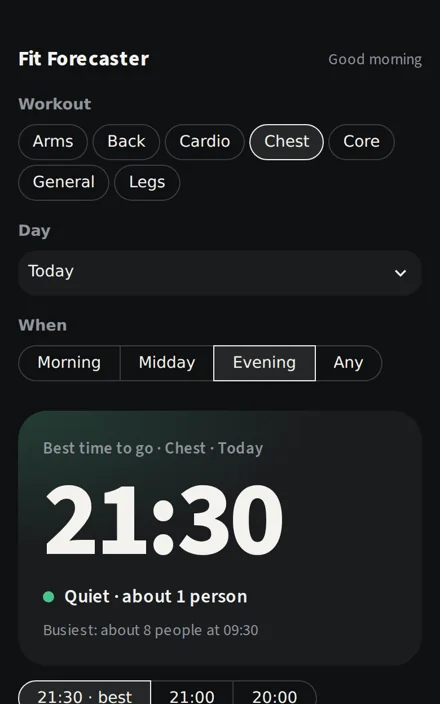 Fit Forecaster Good morning
Workout
Arms Back Cardio Chest Core
General Legs
Day
Today
When
Morning Midday Evening Any
Best time to go · Chest · Today
21:30
Quiet · about 1 person
Busiest: about 8 people at 09:30
21:30 · best 21:00 20:00